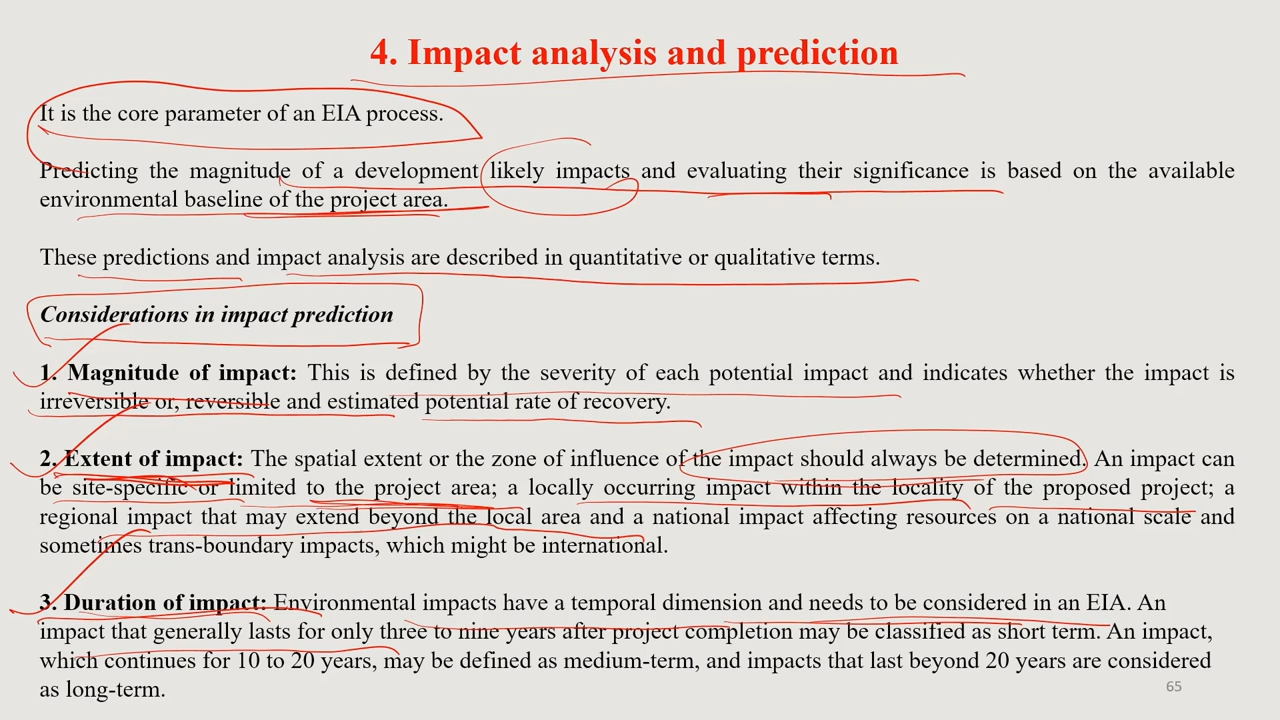 4. Impact analysis and prediction
It is the core parameter of an EIA process.
Predicting the magnitude of a development likely impacts and evaluating their significance is based on the available
environmental baseline of the project area.
These predictions and impact analysis are described in quantitative or qualitative terms.
Considerations in impact prediction
1. Magnitude of impact: This is defined by the severity of each potential impact and indicates whether the impact is
irreversible or, reversible and estimated potential rate of recovery.
2. Extent of impact: The spatial extent or the zone of influence of the impact should always be determined. An impact can
be site-specific or limited to the project area; a locally occurring impact within the locality of the proposed project; a
regional impact that may extend beyond the local area and a national impact affecting resources on a national scale and
sometimes trans-boundary impacts, which might be international.
3. Duration of impact: Environmental impacts have a temporal dimension and needs to be considered in an EIA. An
impact that generally lasts for only three to nine years after project completion may be classified as short term. An impact,
which continues for 10 to 20 years, may be defined as medium-term, and impacts that last beyond 20 years are considered
as long-term.
65